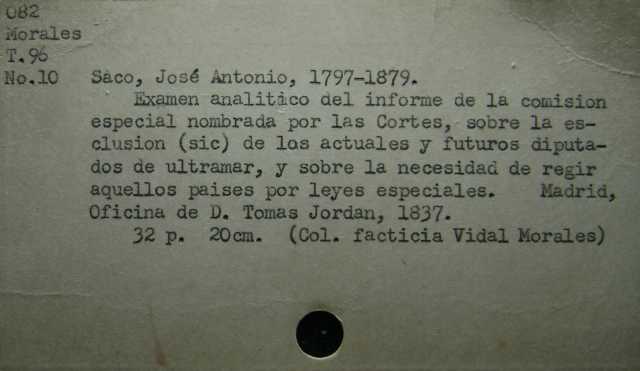 082
Morales
T.96
No.10 Saco, José Antonio, 1797-1879.
Examen analitico del informe de la comision
especial nombrada por las Cortes, sobre la es-
clusion (sic) de los actuales y futuros diputa-
dos de ultramar, y sobre la necesidad de regir
aquellos paises por leyes especiales. Madrid,
Oficina de D. Tomas Jordan, 1837.
32 p. 20cm. (Col. facticia Vidal Morales)